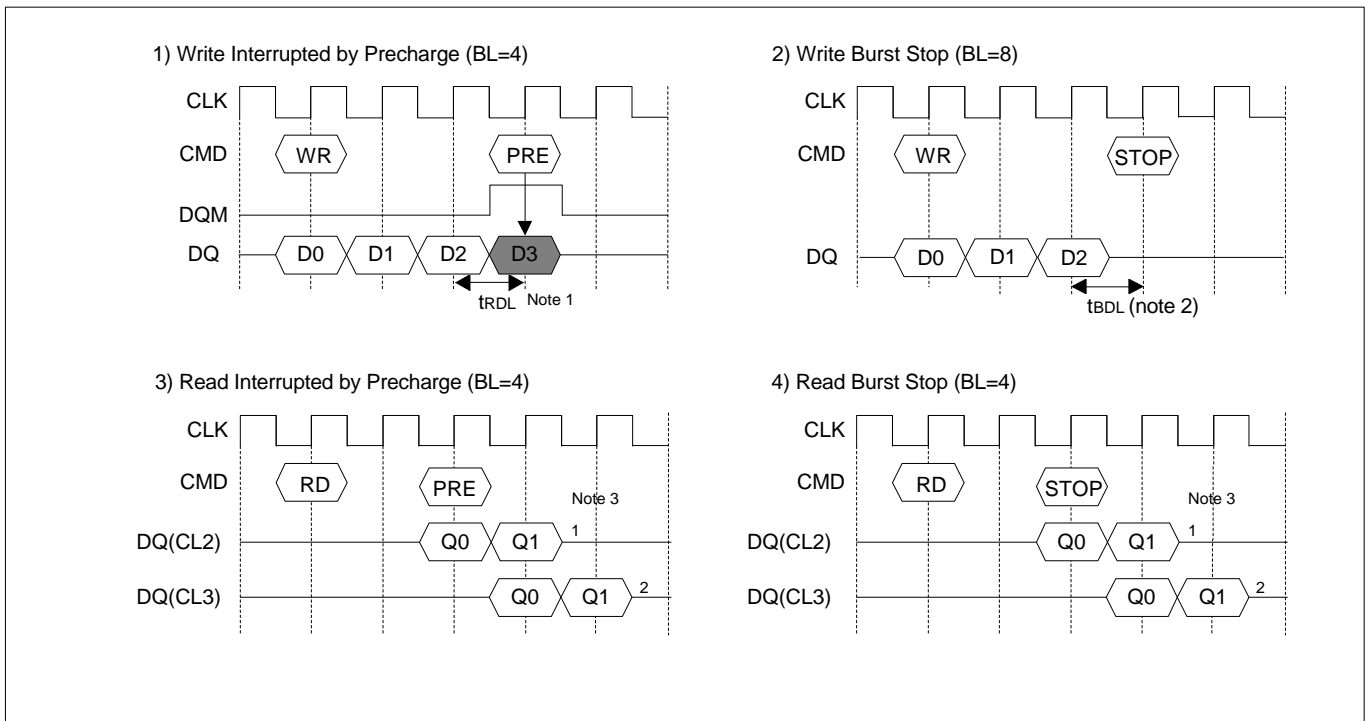 1) Write Interrupted by Precharge (BL=4)
CLK
CMD WR PRE
DQM
DQ D0 D1 D2 D3
tRDL Note 1
2) Write Burst Stop (BL=8)
CLK
CMD WR STOP
DQ D0 D1 D2
tBDL (note 2)
3) Read Interrupted by Precharge (BL=4)
CLK
CMD RD PRE
Note 3
DQ(CL2) Q0 Q1 1
DQ(CL3) Q0 Q1 2
4) Read Burst Stop (BL=4)
CLK
CMD RD STOP
Note 3
DQ(CL2) Q0 Q1 1
DQ(CL3) Q0 Q1 2